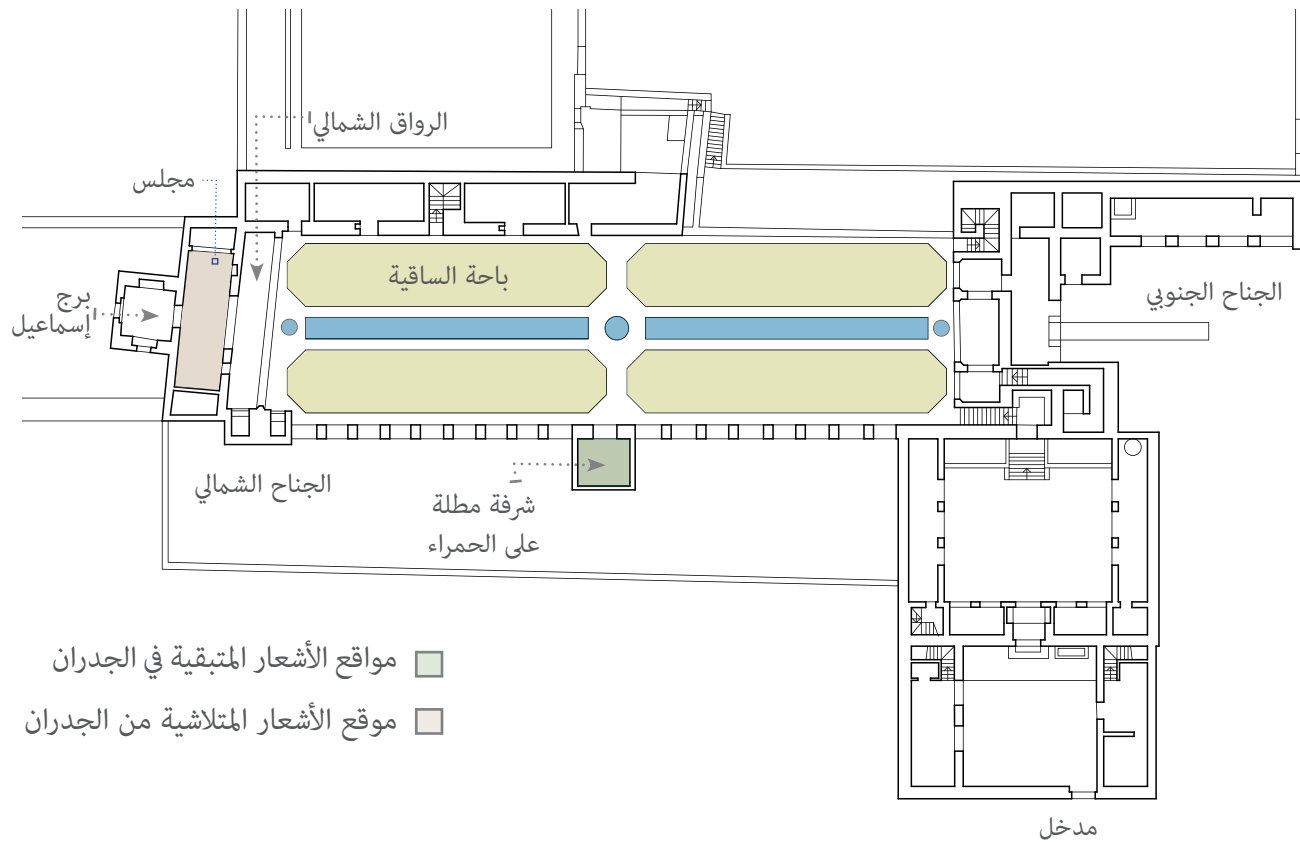 الرواق الشمالي
مجلس
باحة الساقية
برج
إسماعيل
الجناح الجنوبي
الجناح الشمالي
شرفة مطلة
على الحمراء
مواقع الأشعار المتبقية في الجدران
موقع الأشعار المتلاشية من الجدران
مدخل